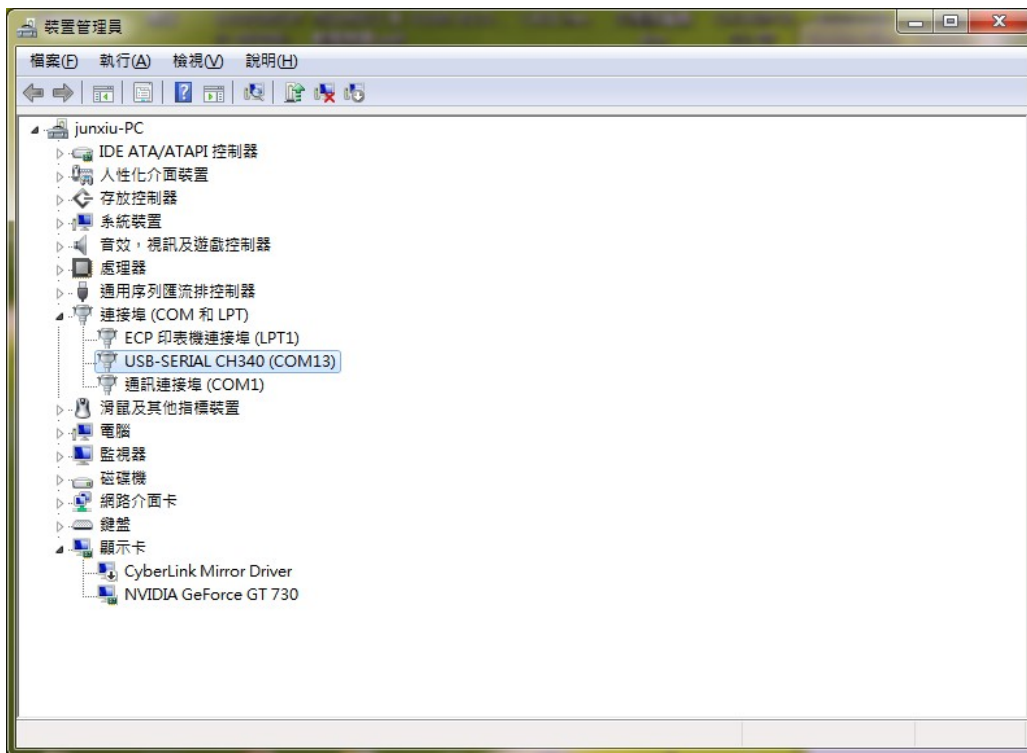 裝置管理員
檔案(F) 執行(A) 檢視(V) 說明(H)
junxiu-PC
IDE ATA/ATAPI 控制器
人性化介面裝置
存放控制器
系統裝置
音效，視訊及遊戲控制器
處理器
通用序列匯流排控制器
連接埠 (COM 和 LPT)
ECP 印表機連接埠 (LPT1)
USB-SERIAL CH340 (COM13)
通訊連接埠 (COM1)
滑鼠及其他指標裝置
電腦
監視器
磁碟機
網路介面卡
鍵盤
顯示卡
CyberLink Mirror Driver
NVIDIA GeForce GT 730